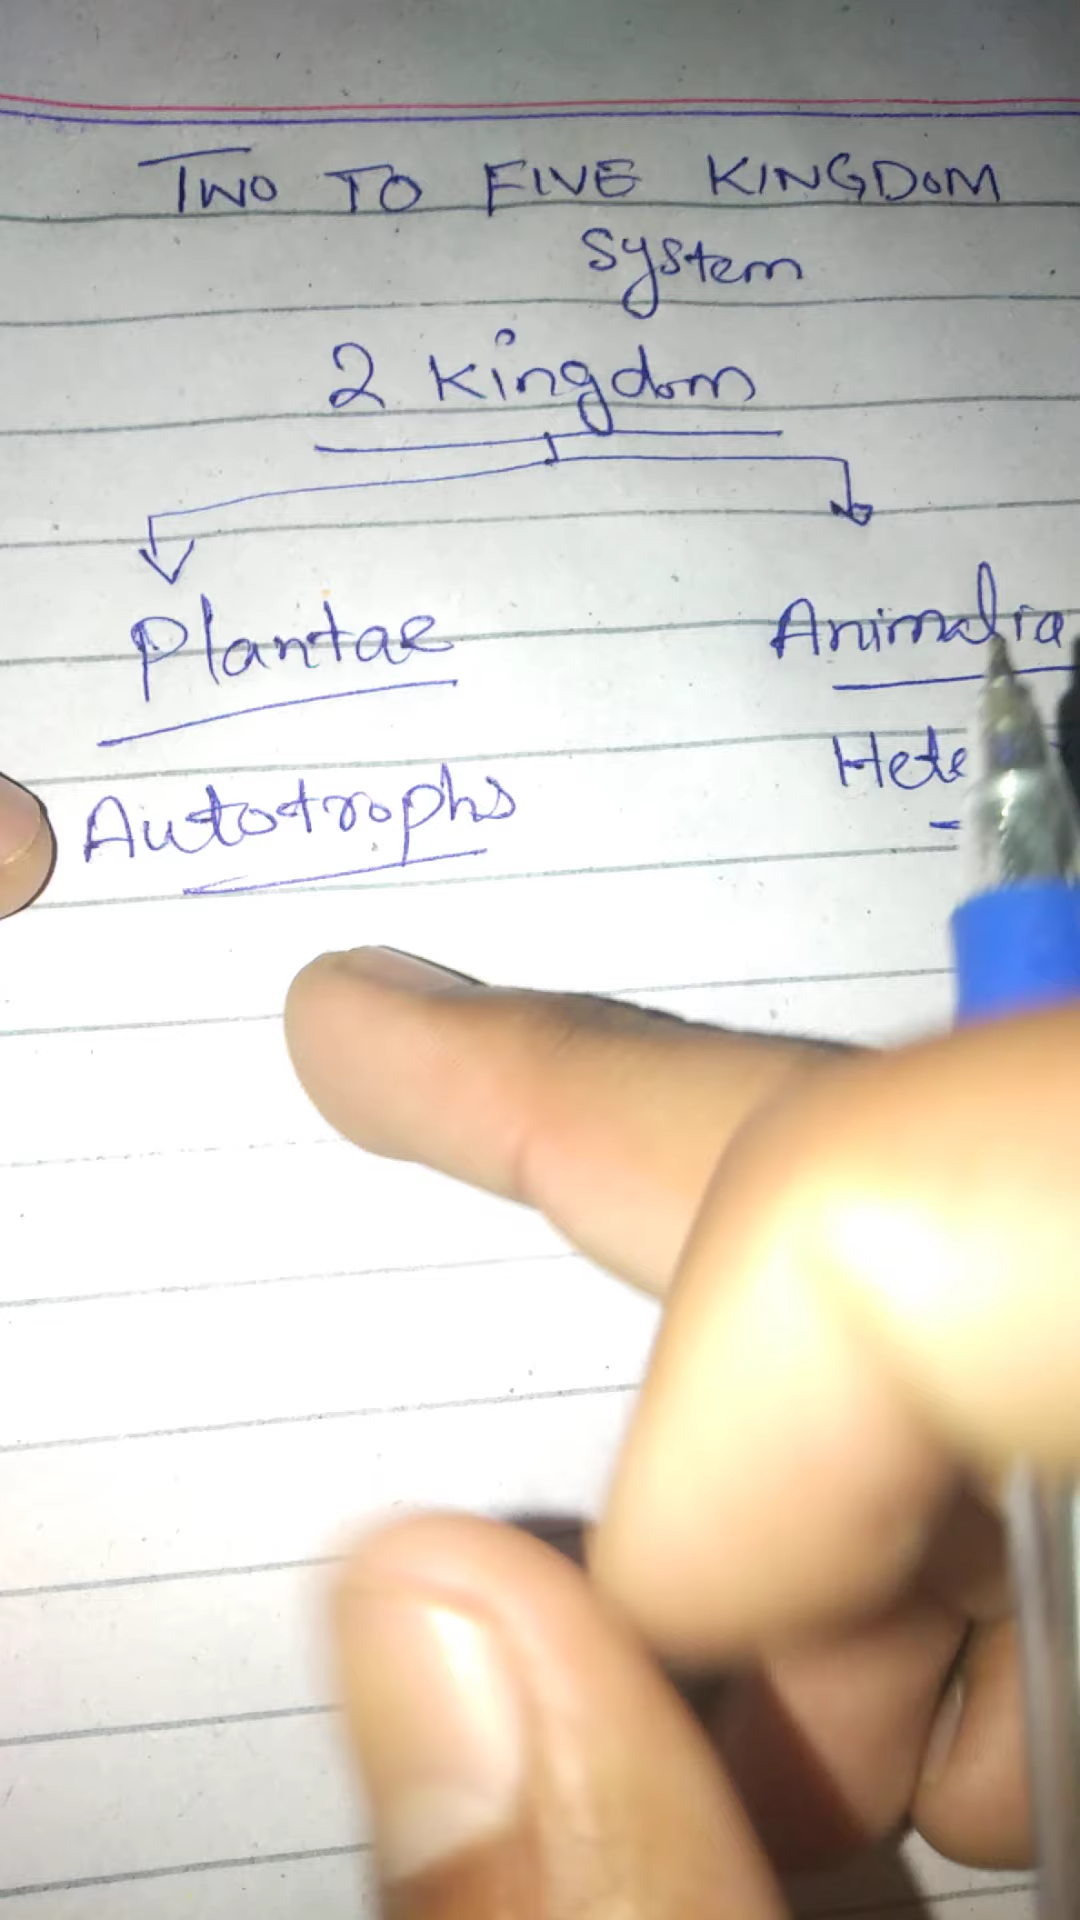 TWO TO FIVE KINGDOM
system
2 kingdom
Plantae Animalia
Autotrophs